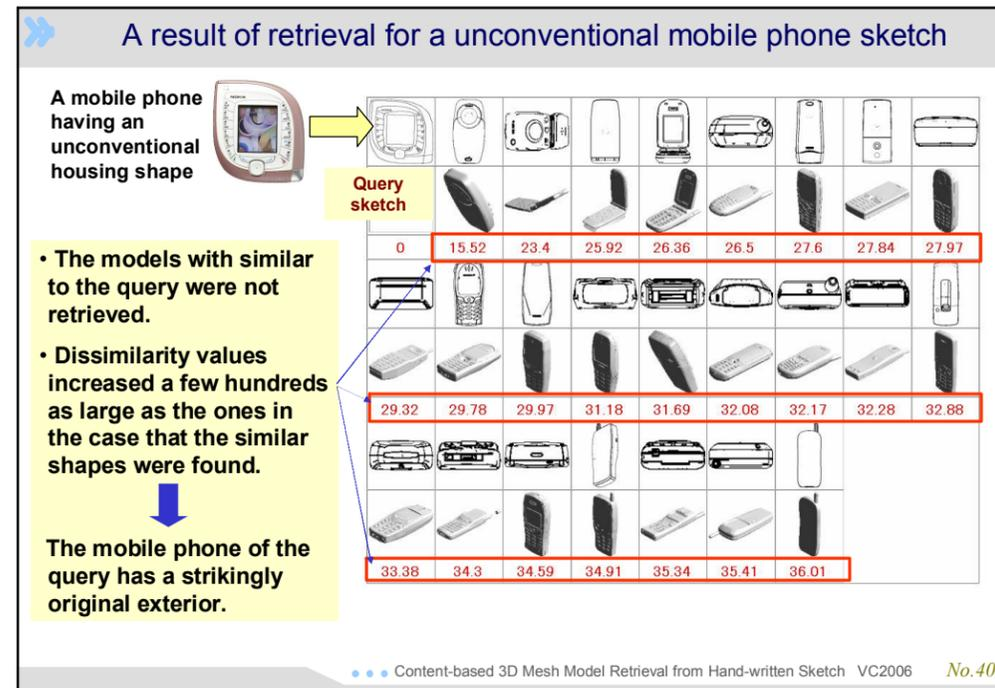 A result of retrieval for a unconventional mobile phone sketch
A mobile phone
having an
unconventional
housing shape
Query
sketch
0 15.52 23.4 25.92 26.36 26.5 27.6 27.84 27.97
• The models with similar
to the query were not
retrieved.
• Dissimilarity values
increased a few hundreds
as large as the ones in
the case that the similar
shapes were found.
29.32 29.78 29.97 31.18 31.69 32.08 32.17 32.28 32.88
The mobile phone of the
query has a strikingly
original exterior.
33.38 34.3 34.59 34.91 35.34 35.41 36.01
Content-based 3D Mesh Model Retrieval from Hand-written Sketch VC2006 No.40